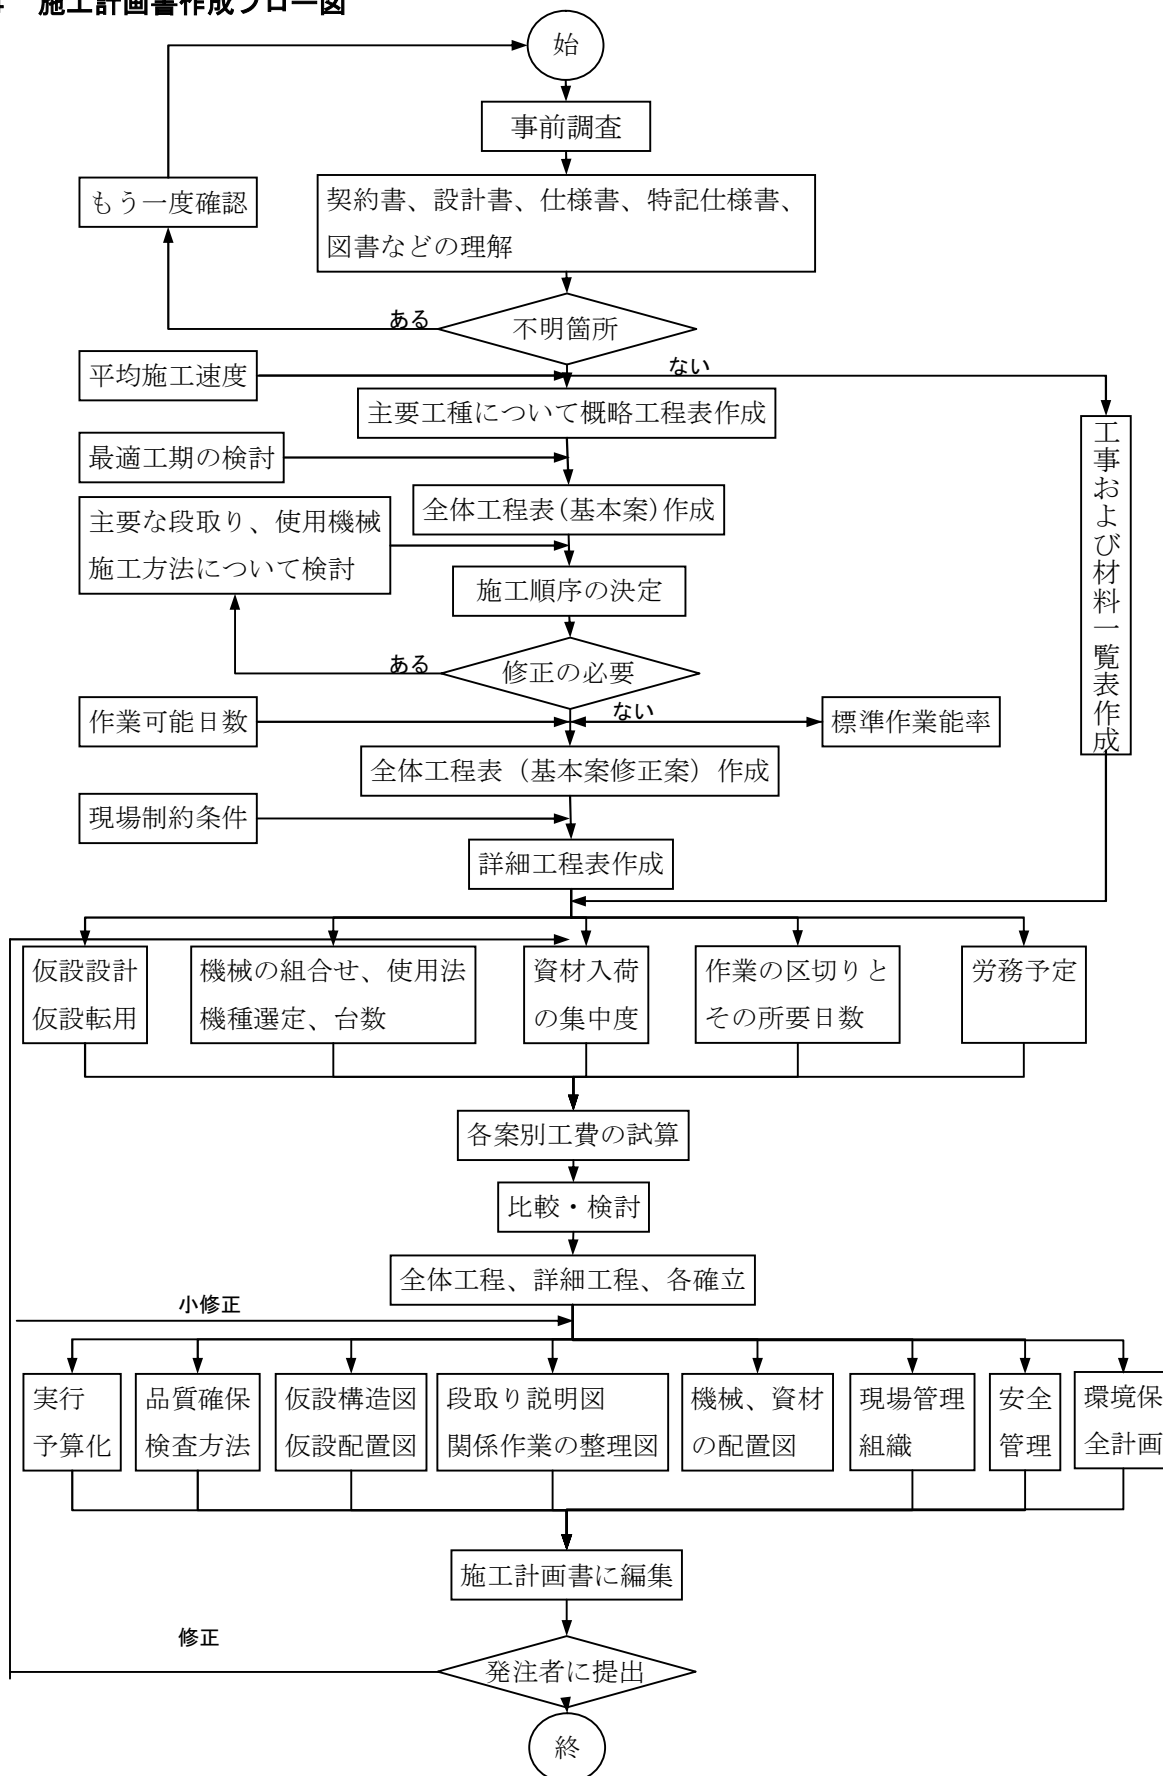 施工計画書作成フロー図
始
事前調査
もう一度確認
契約書、設計書、仕様書、特記仕様書、
図書などの理解
ある
不明箇所
平均施工速度
ない
主要工種について概略工程表作成
工事および材料一覧表作成
最適工期の検討
全体工程表(基本案)作成
主要な段取り、使用機械
施工方法について検討
施工順序の決定
ある
修正の必要
作業可能日数
ない
標準作業能率
全体工程表（基本案修正案）作成
現場制約条件
詳細工程表作成
仮設設計
仮設転用
機械の組合せ、使用法
機種選定、台数
資材入荷
の集中度
作業の区切りと
その所要日数
労務予定
各案別工費の試算
比較・検討
全体工程、詳細工程、各確立
小修正
実行
予算化
品質確保
検査方法
仮設構造図
仮設配置図
段取り説明図
関係作業の整理図
機械、資材
の配置図
現場管理
組織
安全
管理
環境保
全計画
施工計画書に編集
修正
発注者に提出
終